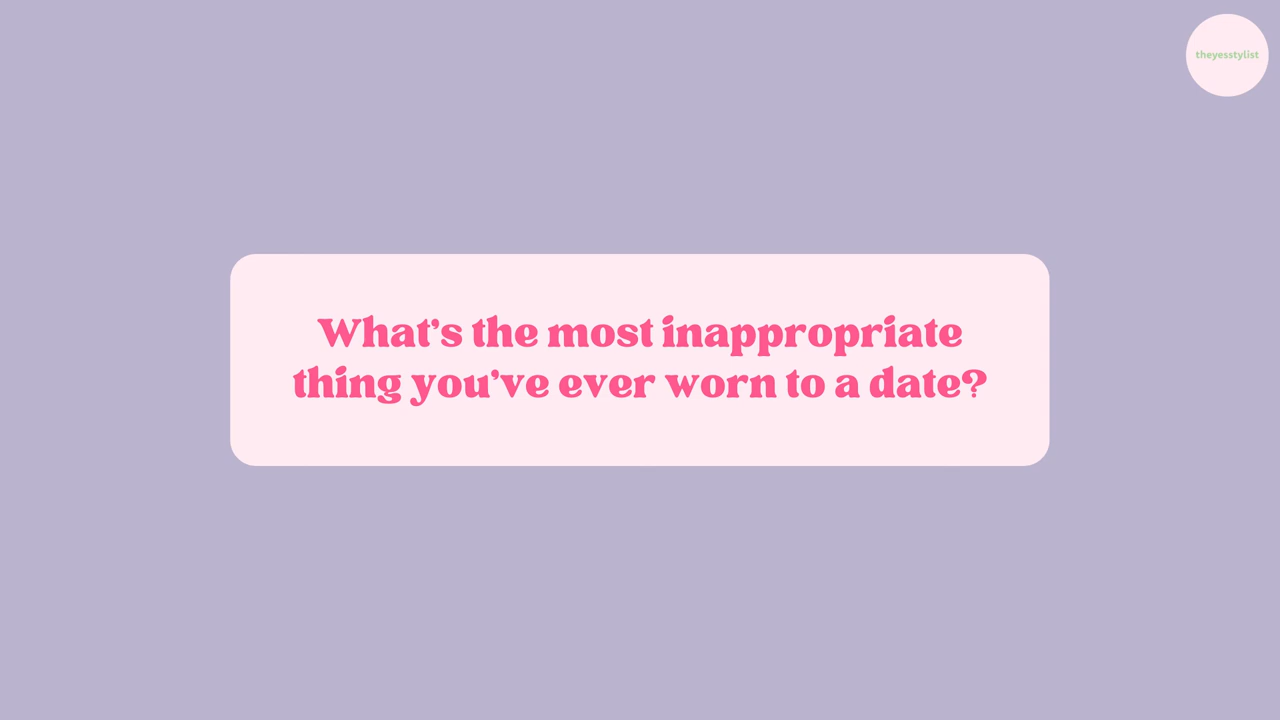 theyesstylist
What's the most inappropriate
thing you've ever worn to a date?